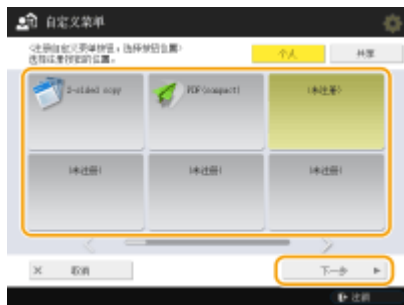 自定义菜单
<注册自定义菜单按钮：选择按钮位置>
选择注册按钮的位置。
个人
共享
2-sided copy
PDF(compact)
(未注册)
(未注册)
(未注册)
(未注册)
× 取消
下一步
注销